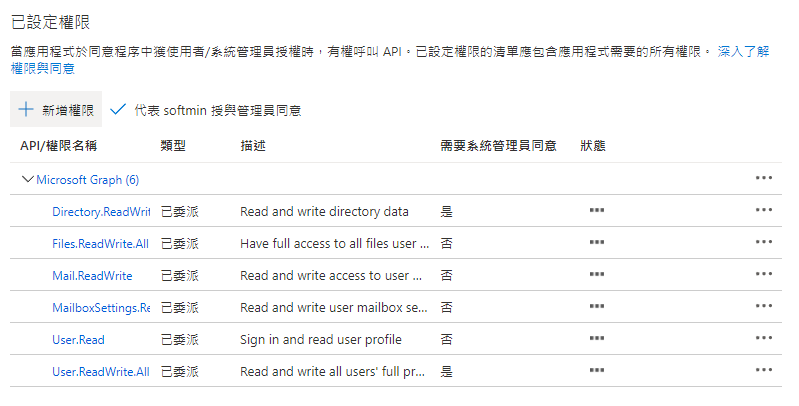 已設定權限
當應用程式於同意程序中獲使用者/系統管理員授權時，有權呼叫 API。已設定權限的清單應包含應用程式需要的所有權限。 深入了解
權限與同意
新增權限 代表 softmin 授與管理員同意
API/權限名稱 類型 描述 需要系統管理員同意 狀態
Microsoft Graph (6)
Directory.ReadWrit 已委派 Read and write directory data 是
Files.ReadWrite.All 已委派 Have full access to all files user ... 否
Mail.ReadWrite 已委派 Read and write access to user ... 否
MailboxSettings.Re 已委派 Read and write user mailbox se... 否
User.Read 已委派 Sign in and read user profile 否
User.ReadWrite.All 已委派 Read and write all users' full pr... 是